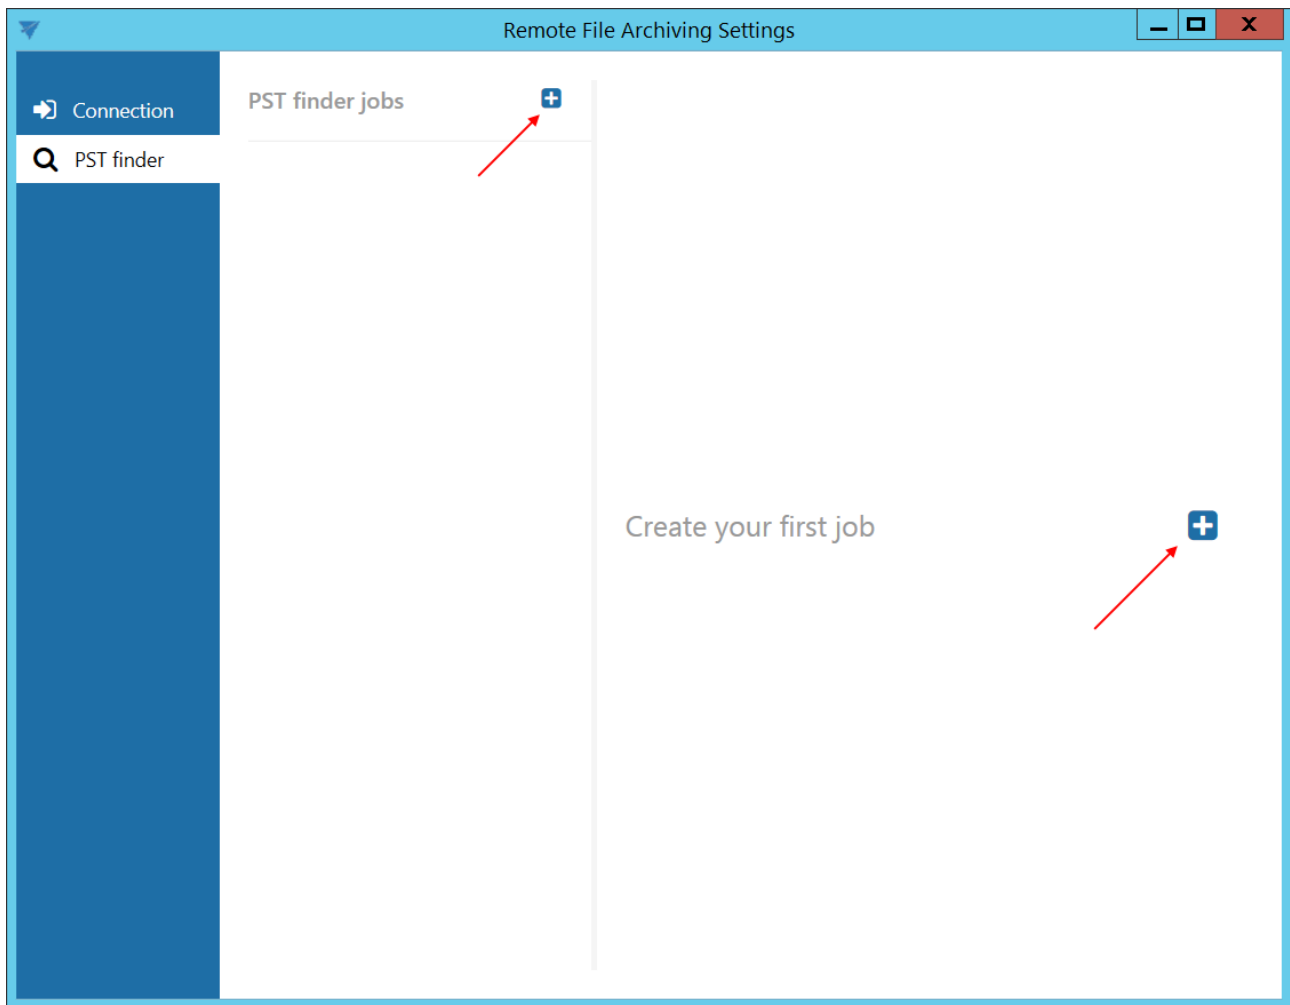 Remote File Archiving Settings
Connection
PST finder
PST finder jobs
Create your first job